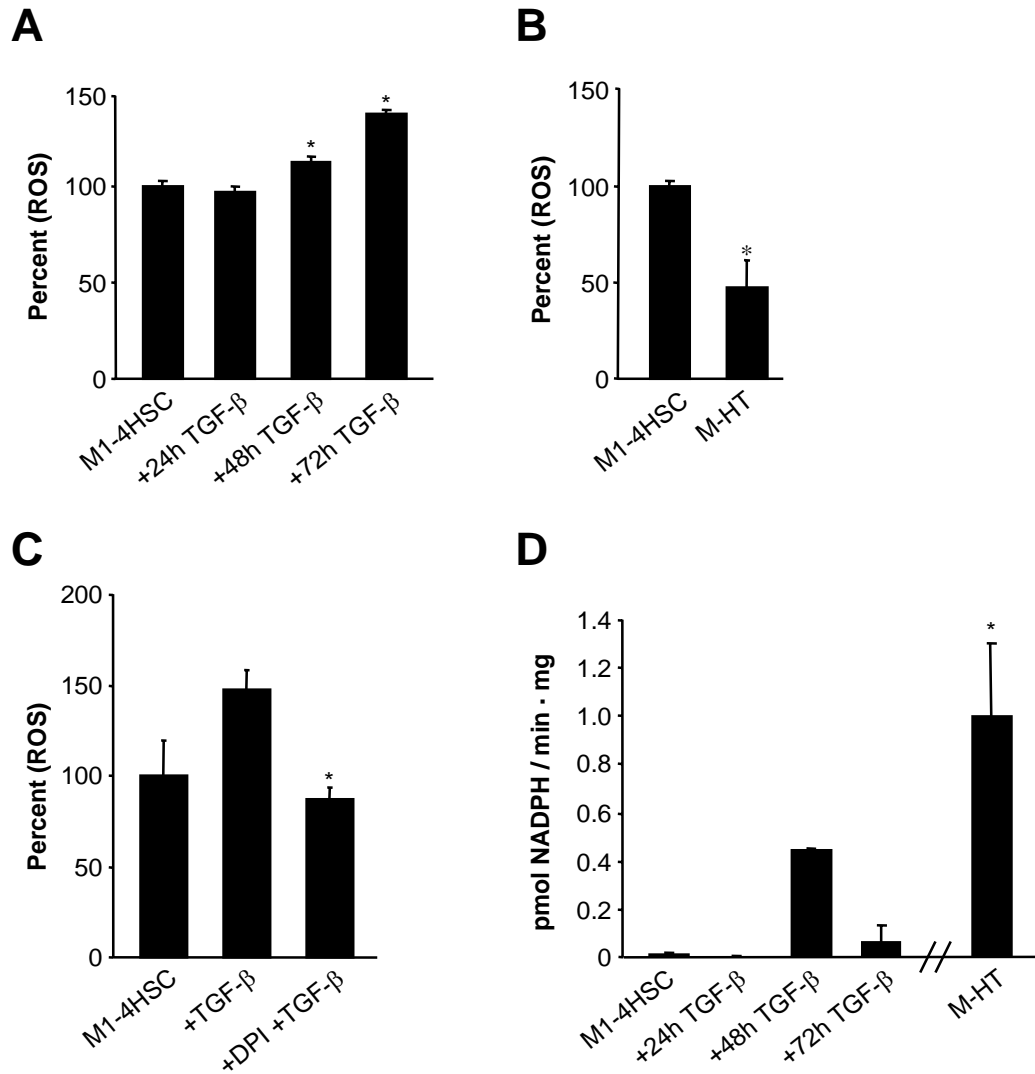 A
Percent (ROS)
150
100
50
0
*
*
M1-4HSC
+24h TGF-β
+48h TGF-β
+72h TGF-β
B
Percent (ROS)
150
100
50
0
*
M1-4HSC
M-HT
C
Percent (ROS)
200
150
100
50
0
*
M1-4HSC
+TGF-β
+DPI +TGF-β
D
pmol NADPH / min · mg
1.4
1.2
1.0
0.8
0.6
0.4
0.2
0
*
M1-4HSC
+24h TGF-β
+48h TGF-β
+72h TGF-β
//
M-HT